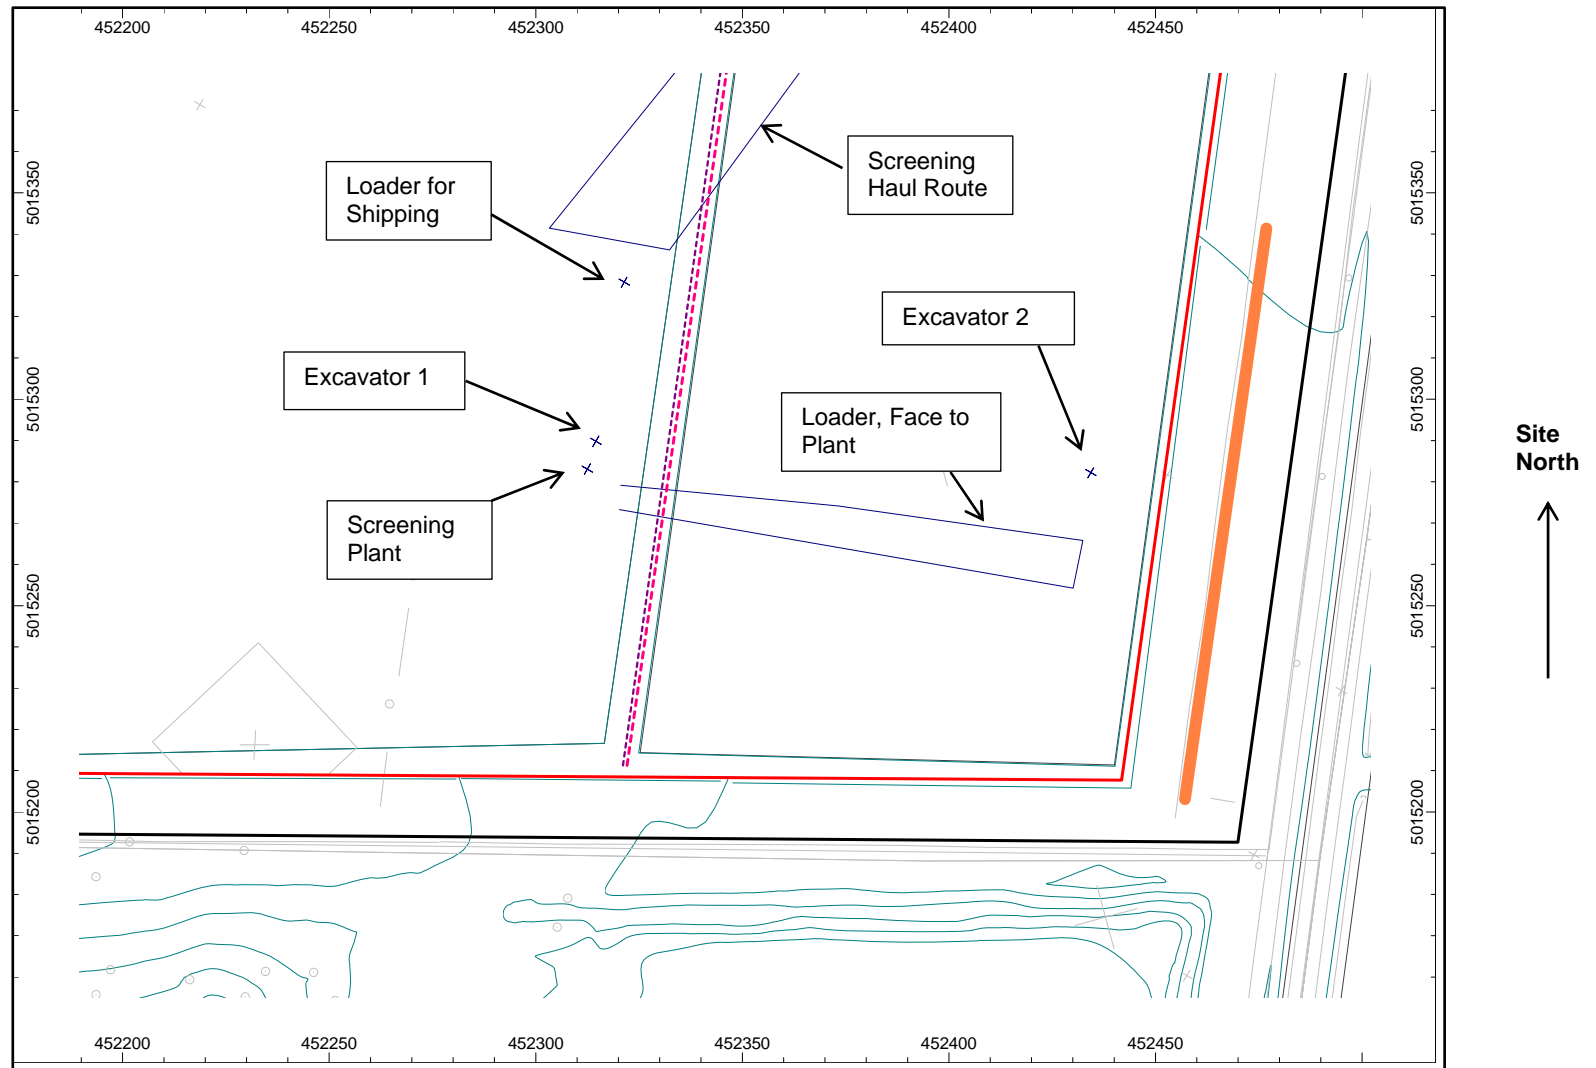 452200 452250 452300 452350 452400 452450
5015350
5015350
Loader for
Shipping
Screening
Haul Route
Excavator 1
Excavator 2
5015300
5015300
Loader, Face to
Plant
Site
North
Screening
Plant
5015250
5015250
5015200
5015200
452200 452250 452300 452350 452400 452450